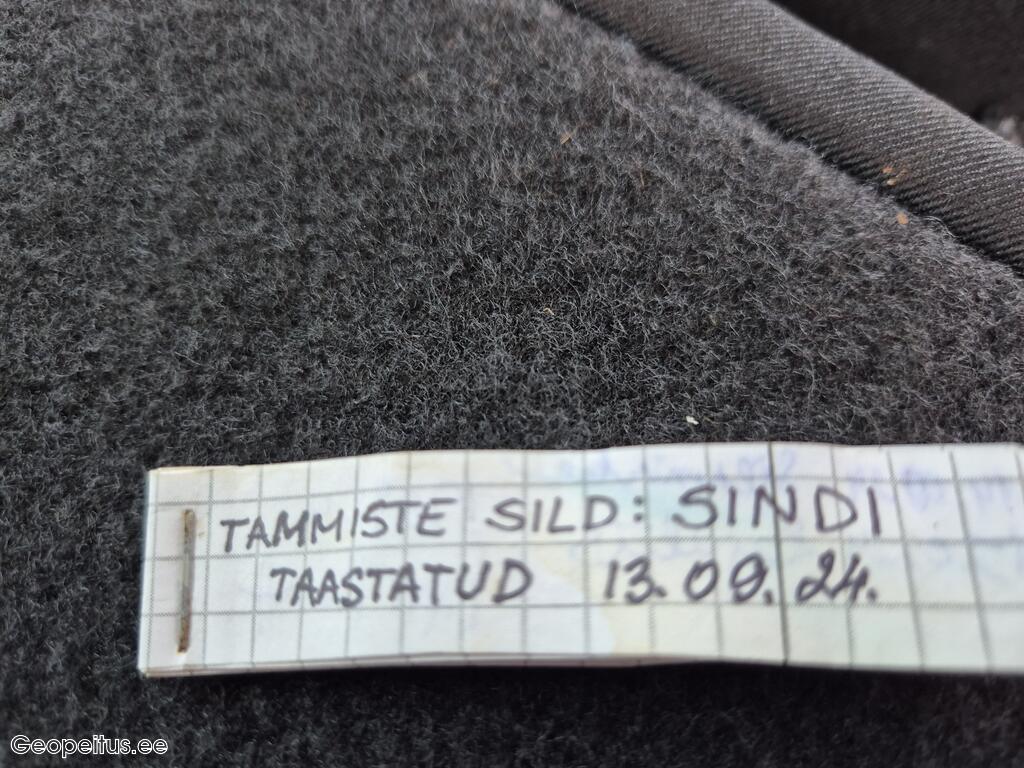 TAMMISTE SILD: SINDI
TAASTATUD 13.09.24.
Geopeitus.ee